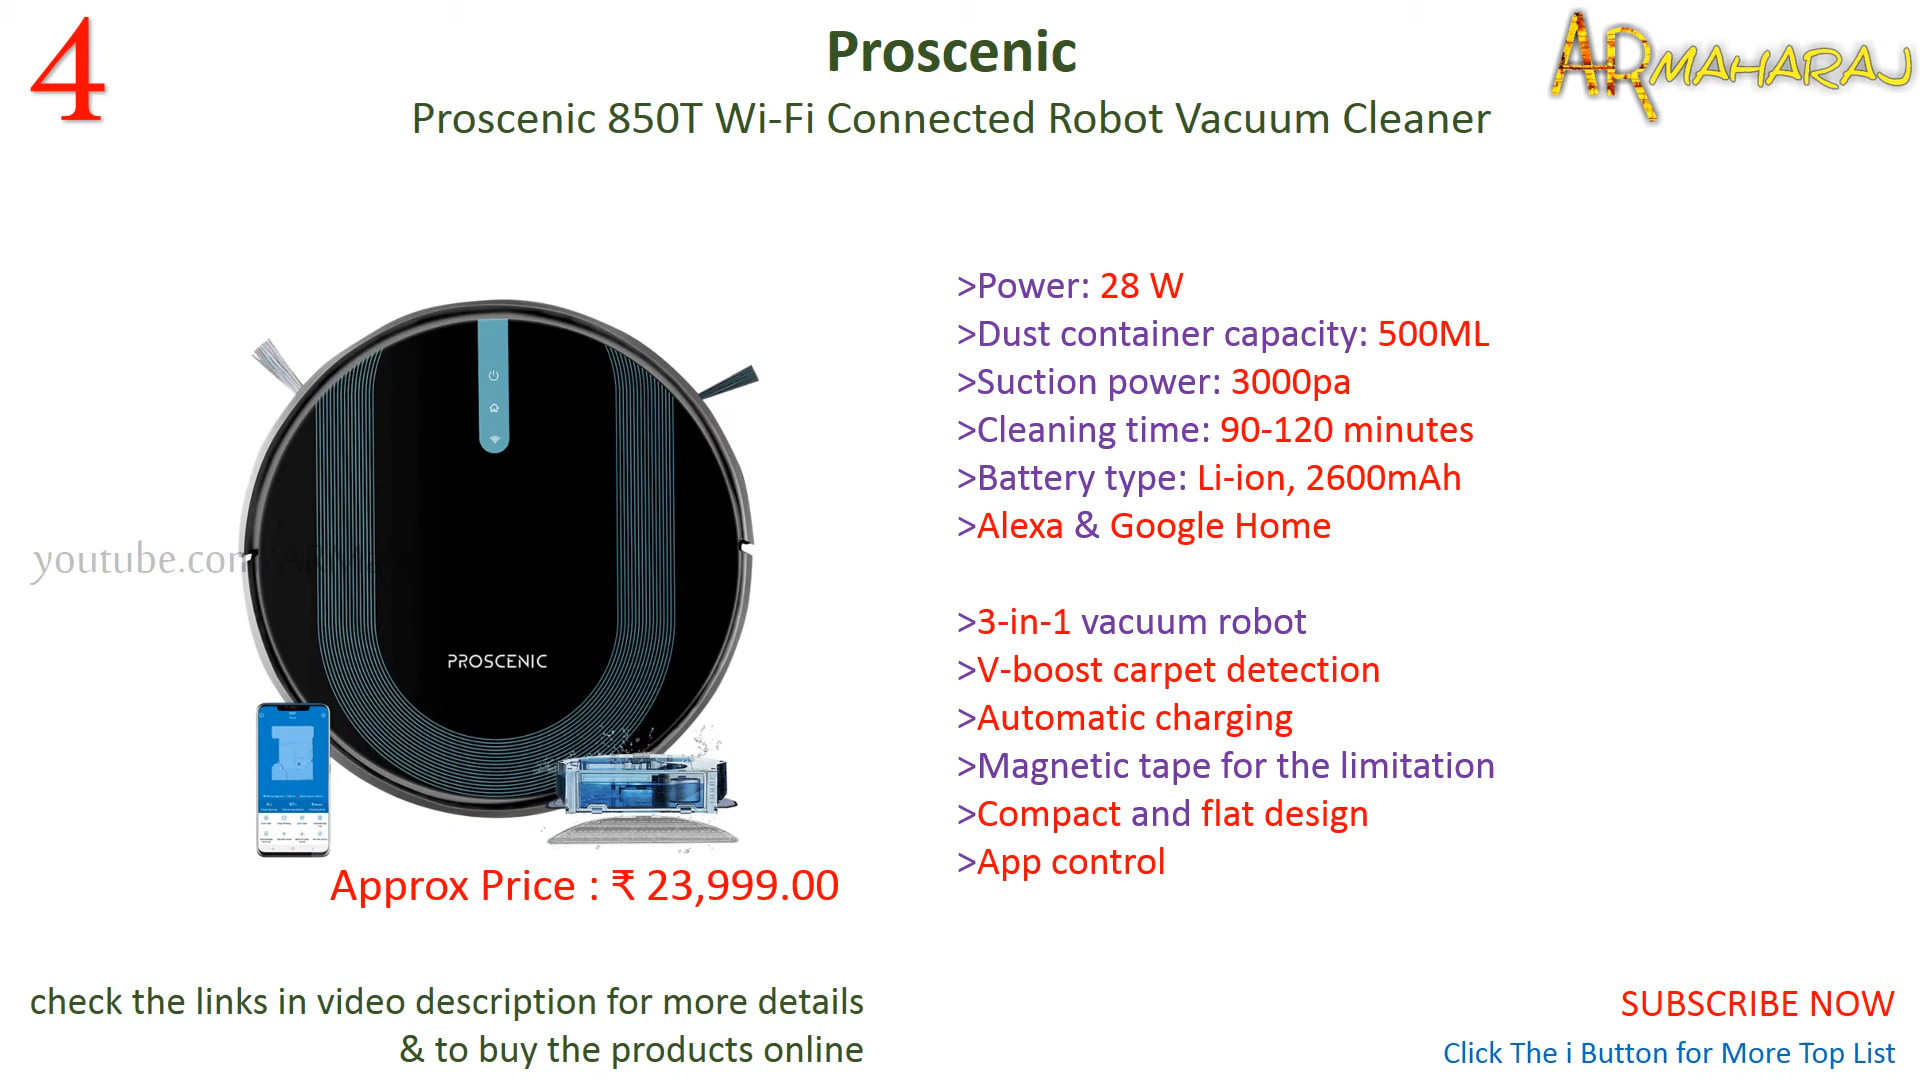 4
Proscenic
ARMAHARAJ
Proscenic 850T Wi-Fi Connected Robot Vacuum Cleaner
>Power: 28 W
>Dust container capacity: 500ML
>Suction power: 3000pa
>Cleaning time: 90-120 minutes
>Battery type: Li-ion, 2600mAh
>Alexa & Google Home
youtube.com/ARMa
>3-in-1 vacuum robot
>V-boost carpet detection
>Automatic charging
>Magnetic tape for the limitation
>Compact and flat design
>App control
PROSCENIC
Approx Price : ₹ 23,999.00
check the links in video description for more details
& to buy the products online
SUBSCRIBE NOW
Click The i Button for More Top List